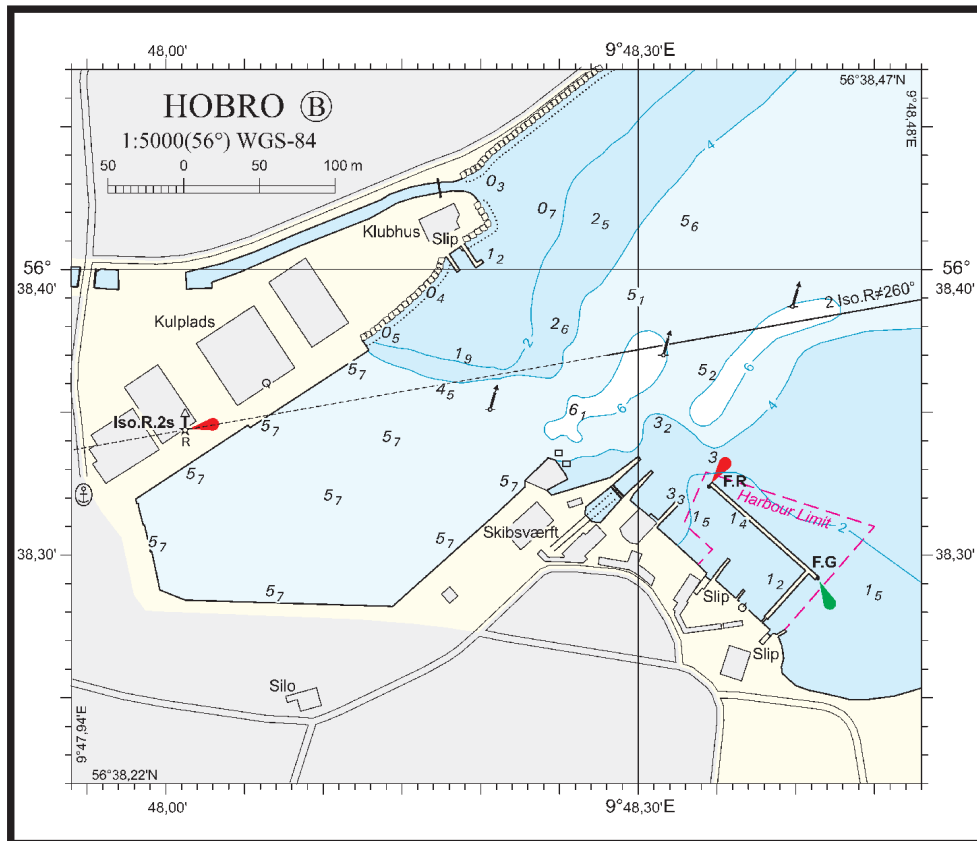 48,00'
9°48,30'E
56°38,47'N
9°48,48'E
HOBRO B
1:5000(56°) WGS-84
50 0 50 100 m
4
0₃
0₇
2₅
5₆
Klubhus
Slip
1₂
56°
38,40'
56°
38,40'
0₄
5₁
2 Iso.R≠260°
Kulplads
0₅
2
2₆
1₉
5₇
4₅
5₂
6
6
4
Iso.R.2s
R
5₇
5₇
6₁
3₂
3
5₇
5₇
F.R
Harbour Limit
3₃
1₅
1₄
2
Skibsværft
5₇
5₇
38,30'
38,30'
F.G
1₂
1₅
5₇
Slip
Slip
Silo
9°47,94'E
56°38,22'N
48,00'
9°48,30'E